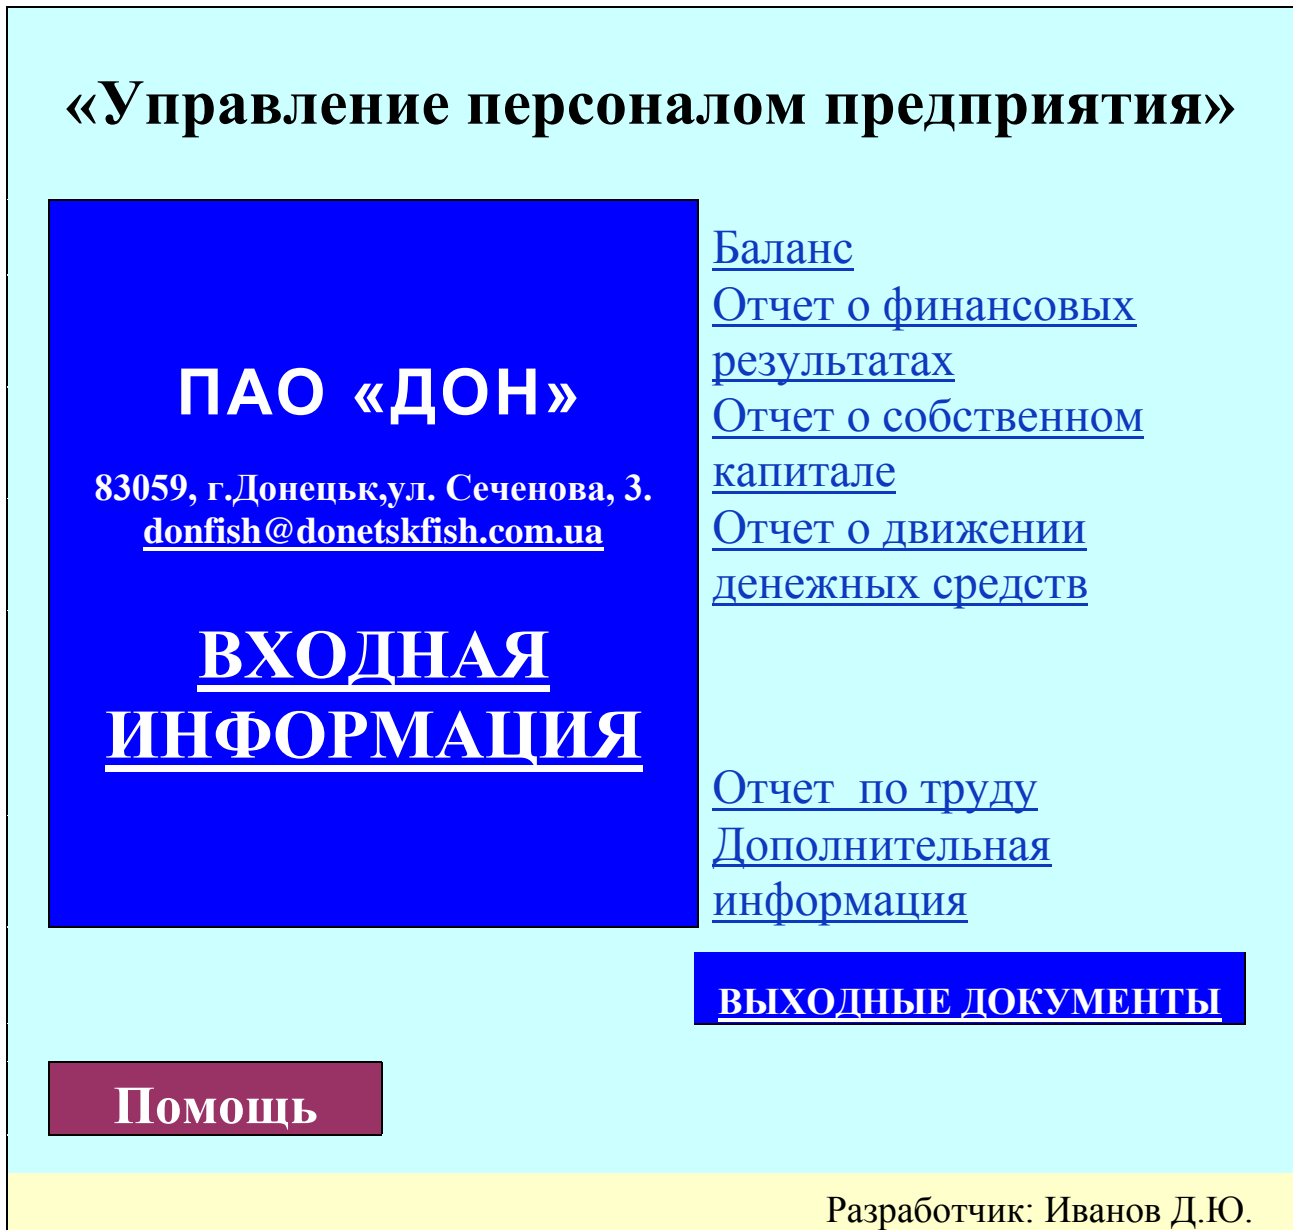 «Управление персоналом предприятия»
ПАО «ДОН»
83059, г.Донецьк,ул. Сеченова, 3.
donfish@donetskfish.com.ua
ВХОДНАЯ
ИНФОРМАЦИЯ
Баланс
Отчет о финансовых
результатах
Отчет о собственном
капитале
Отчет о движении
денежных средств
Отчет  по труду
Дополнительная
информация
ВЫХОДНЫЕ ДОКУМЕНТЫ
Помощь
Разработчик: Иванов Д.Ю.